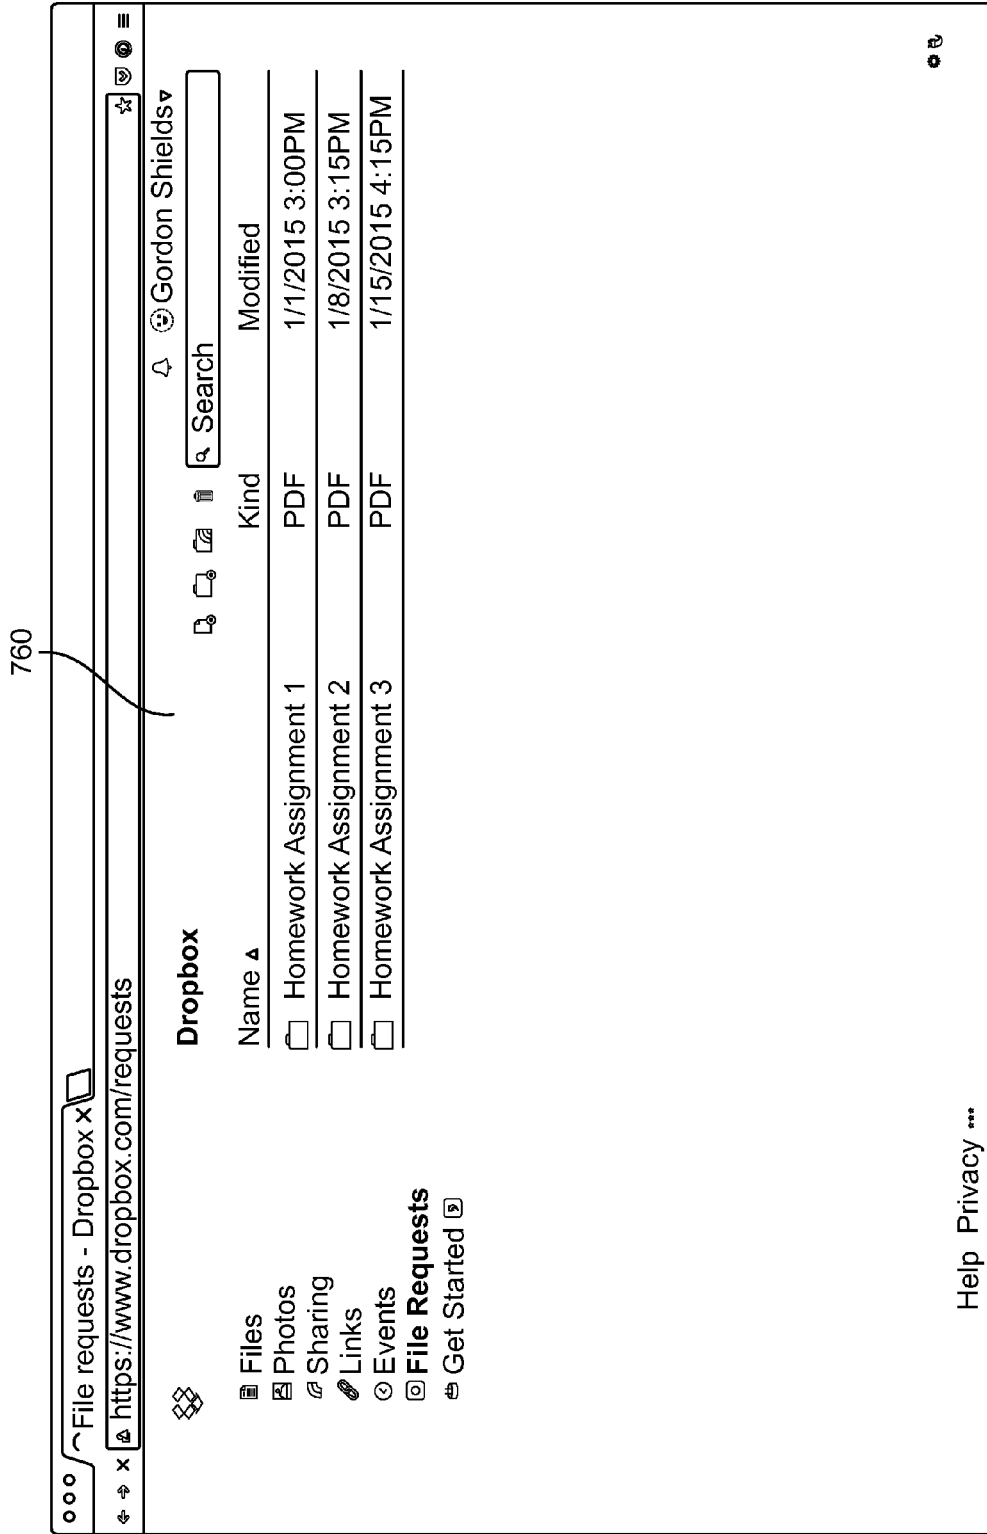 760
File requests - Dropbox x
https://www.dropbox.com/requests
Gordon Shields
Dropbox
Search
Name Kind Modified
Homework Assignment 1 PDF 1/1/2015 3:00PM
Homework Assignment 2 PDF 1/8/2015 3:15PM
Homework Assignment 3 PDF 1/15/2015 4:15PM
Files
Photos
Sharing
Links
Events
File Requests
Get Started
Help Privacy